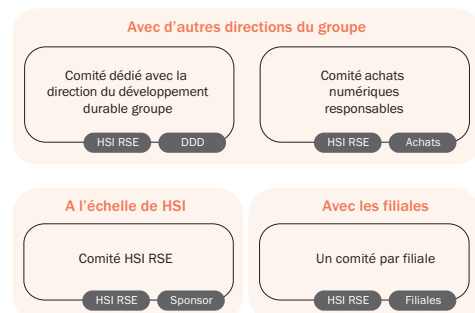 Avec d’autres directions du groupe
Comité dédié avec la
direction du développement
durable groupe
HSI RSE
DDD
Comité achats
numériques
responsables
HSI RSE
Achats
A l’échelle de HSI
Comité HSI RSE
HSI RSE
Sponsor
Avec les filiales
Un comité par filiale
HSI RSE
Filiales